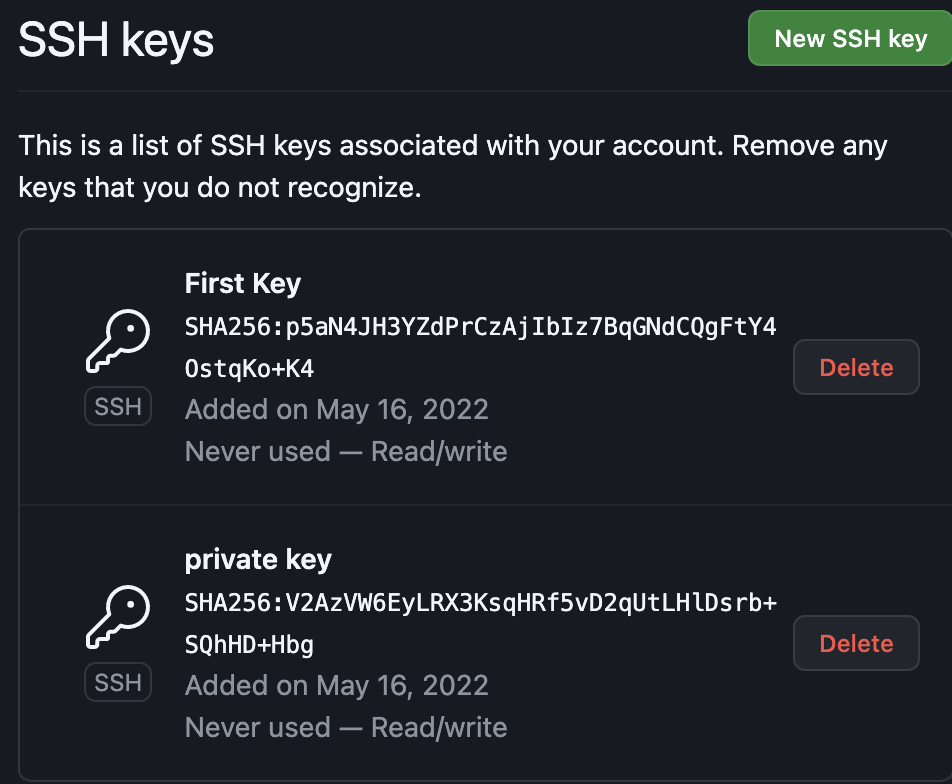 SSH keys
New SSH key
This is a list of SSH keys associated with your account. Remove any
keys that you do not recognize.
First Key
SHA256:p5aN4JH3YZdPrCzAjIbIz7BqGNdCQgFtY4
OstqKo+K4
Added on May 16, 2022
Never used — Read/write
SSH
Delete
private key
SHA256:V2AzVW6EyLRX3KsqHRf5vD2qUtLHlDsrb+
SQhHD+Hbg
Added on May 16, 2022
Never used — Read/write
SSH
Delete